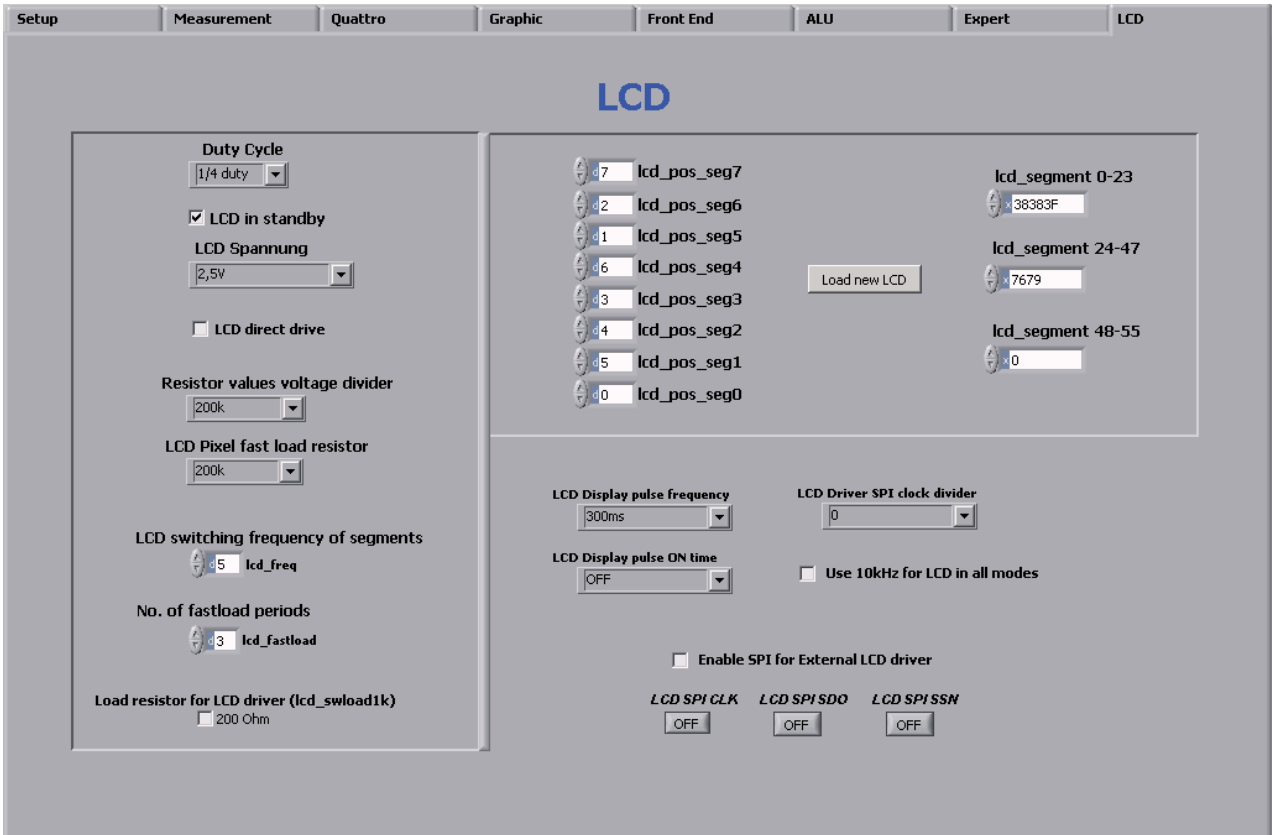 Setup Measurement Quattro Graphic Front End ALU Expert LCD
LCD
Duty Cycle
1/4 duty
LCD in standby
LCD Spannung
2,5V
LCD direct drive
Resistor values voltage divider
200k
LCD Pixel fast load resistor
200k
LCD switching frequency of segments
d 5 lcd_freq
No. of fastload periods
d 3 lcd_fastload
Load resistor for LCD driver (lcd_swload1k)
200 Ohm
d 7 lcd_pos_seg7
d 2 lcd_pos_seg6
d 1 lcd_pos_seg5
d 6 lcd_pos_seg4
d 3 lcd_pos_seg3
d 4 lcd_pos_seg2
d 5 lcd_pos_seg1
d 0 lcd_pos_seg0
Load new LCD
lcd_segment 0-23
x 38383F
lcd_segment 24-47
x 7679
lcd_segment 48-55
x 0
LCD Display pulse frequency
300ms
LCD Display pulse ON time
OFF
LCD Driver SPI clock divider
0
Use 10kHz for LCD in all modes
Enable SPI for External LCD driver
LCD SPI CLK LCD SPI SDO LCD SPI SSN
OFF OFF OFF